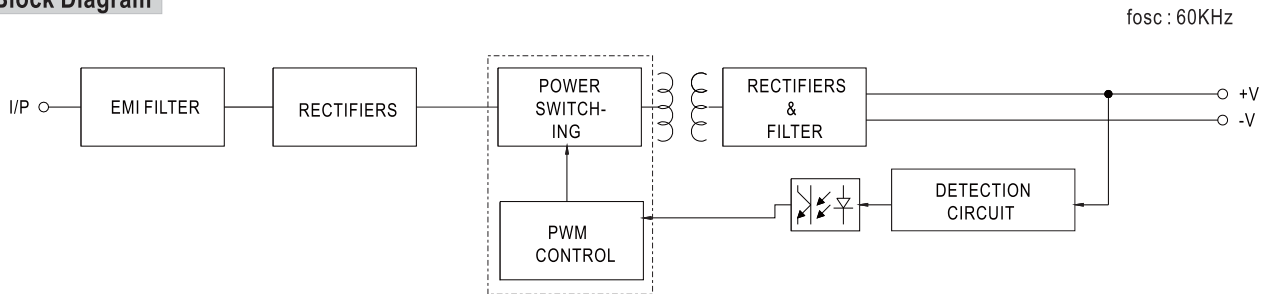 Block Diagram
fosc : 60KHz
I/P
EMI FILTER
RECTIFIERS
POWER
SWITCH-
ING
RECTIFIERS
&
FILTER
+V
-V
PWM
CONTROL
DETECTION
CIRCUIT